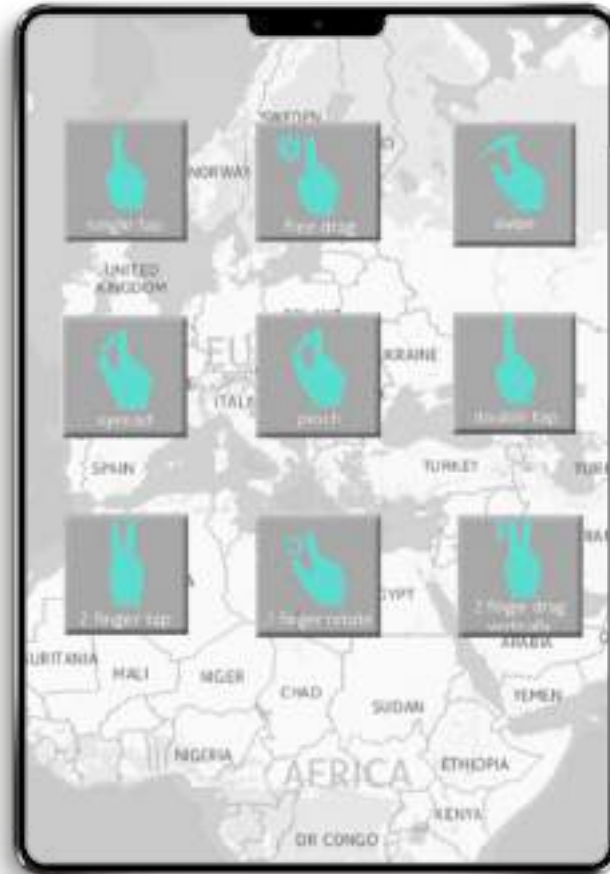 SWEDEN
NORWAY
single tap
free drag
swipe
UNITED
KINGDOM
UKRAINE
ITALY
spread
pinch
double tap
SPAIN
TURKEY
2 finger tap
2 finger rotate
2 finger drag
vertically
EGYPT
ARABIA
MAURITANIA
MALI
NIGER
CHAD
SUDAN
YEMEN
NIGERIA
ETHIOPIA
AFRICA
KENYA
DR CONGO